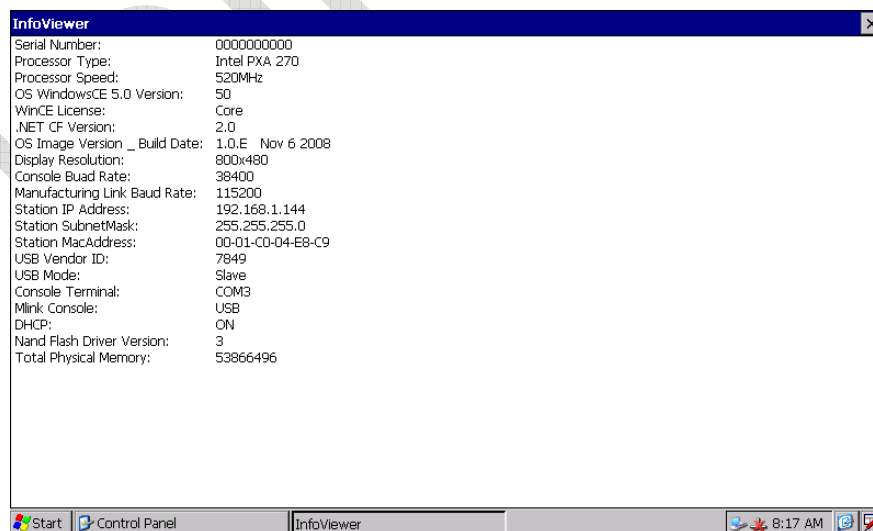 InfoViewer
Serial Number: 0000000000
Processor Type: Intel PXA 270
Processor Speed: 520MHz
OS WindowsCE 5.0 Version: 50
WinCE License: Core
.NET CF Version: 2.0
OS Image Version _ Build Date: 1.0.E Nov 6 2008
Display Resolution: 800x480
Console Buad Rate: 38400
Manufacturing Link Baud Rate: 115200
Station IP Address: 192.168.1.144
Station SubnetMask: 255.255.255.0
Station MacAddress: 00-01-C0-04-E8-C9
USB Vendor ID: 7849
USB Mode: Slave
Console Terminal: COM3
Mlink Console: USB
DHCP: ON
Nand Flash Driver Version: 3
Total Physical Memory: 53866496
Start Control Panel InfoViewer 8:17 AM